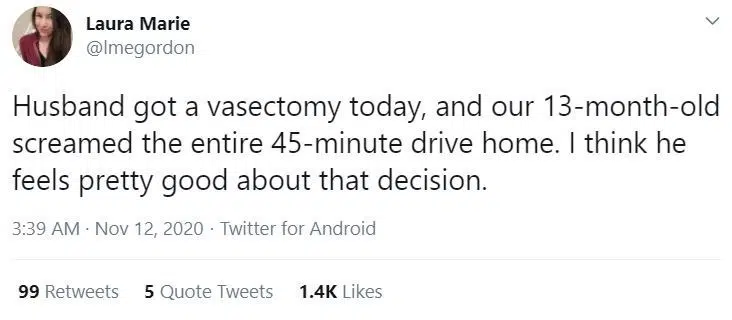 Laura Marie
@lmegordon
Husband got a vasectomy today, and our 13-month-old
screamed the entire 45-minute drive home. I think he
feels pretty good about that decision.
3:39 AM · Nov 12, 2020 · Twitter for Android
99 Retweets 5 Quote Tweets 1.4K Likes